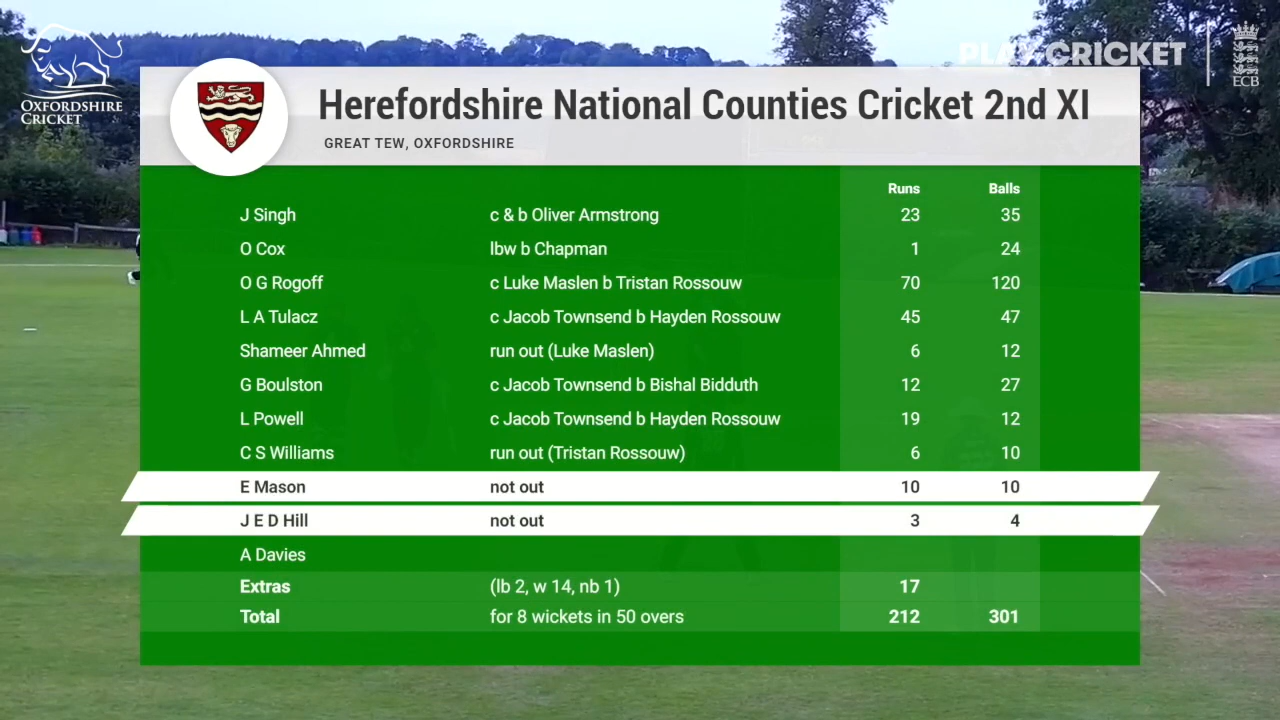 OXFORDSHIRE
CRICKET
PLAY-CRICKET
ECB
Herefordshire National Counties Cricket 2nd XI
GREAT TEW, OXFORDSHIRE
Runs Balls
J Singh c & b Oliver Armstrong 23 35
O Cox lbw b Chapman 1 24
O G Rogoff c Luke Maslen b Tristan Rossouw 70 120
L A Tulacz c Jacob Townsend b Hayden Rossouw 45 47
Shameer Ahmed run out (Luke Maslen) 6 12
G Boulston c Jacob Townsend b Bishal Bidduth 12 27
L Powell c Jacob Townsend b Hayden Rossouw 19 12
C S Williams run out (Tristan Rossouw) 6 10
E Mason not out 10 10
J E D Hill not out 3 4
A Davies
Extras (lb 2, w 14, nb 1) 17
Total for 8 wickets in 50 overs 212 301